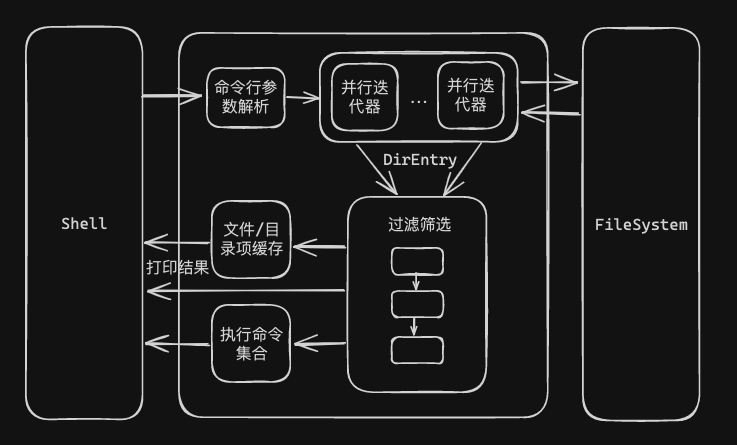 命令行参
数解析
并行迭
代器
...
并行迭
代器
DirEntry
Shell
文件/目
录项缓存
过滤筛选
FileSystem
打印结果
执行命令
集合